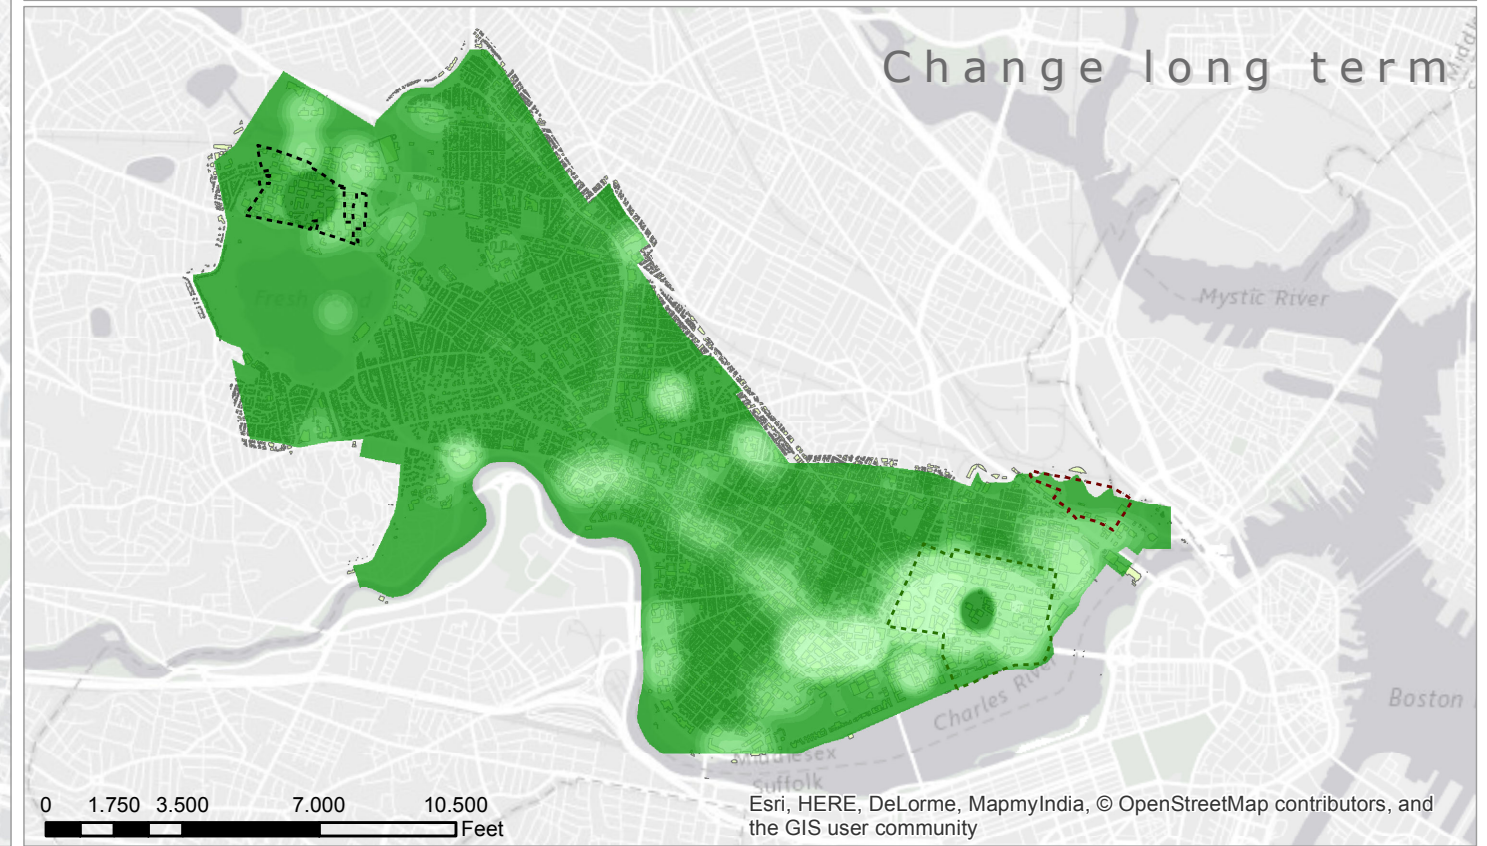 Change long term
Mystic River
Fresh
Boston
Charles River
Middlesex
Suffolk
0 1.750 3.500 7.000 10.500
Feet
Esri, HERE, DeLorme, MapmyIndia, © OpenStreetMap contributors, and
the GIS user community